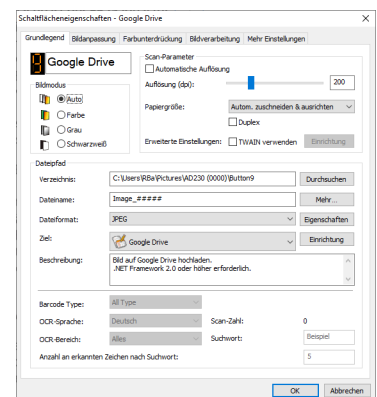 Schaltflächeneigenschaften - Google Drive
Grundlegend Bildanpassung Farbunterdrückung Bildverarbeitung Mehr Einstellungen
9 Google Drive
Bildmodus
Auto
Farbe
Grau
Schwarzweiß
Scan-Parameter
Automatische Auflösung
Auflösung (dpi): 200
Papiergröße: Autom. zuschneiden & ausrichten
Duplex
Erweiterte Einstellungen: TWAIN verwenden Einrichtung
Dateipfad
Verzeichnis: C:\Users\RBa\Pictures\AD230 (0000)\Button9 Durchsuchen
Dateiname: Image_##### Mehr...
Dateiformat: JPEG Eigenschaften
Ziel: Google Drive Einrichtung
Beschreibung: Bild auf Google Drive hochladen.
.NET Framework 2.0 oder höher erforderlich.
Barcode Type: All Type
OCR-Sprache: Deutsch Scan-Zahl: 0
OCR-Bereich: Alles Suchwort: Beispiel
Anzahl an erkannten Zeichen nach Suchwort: 5
OK Abbrechen